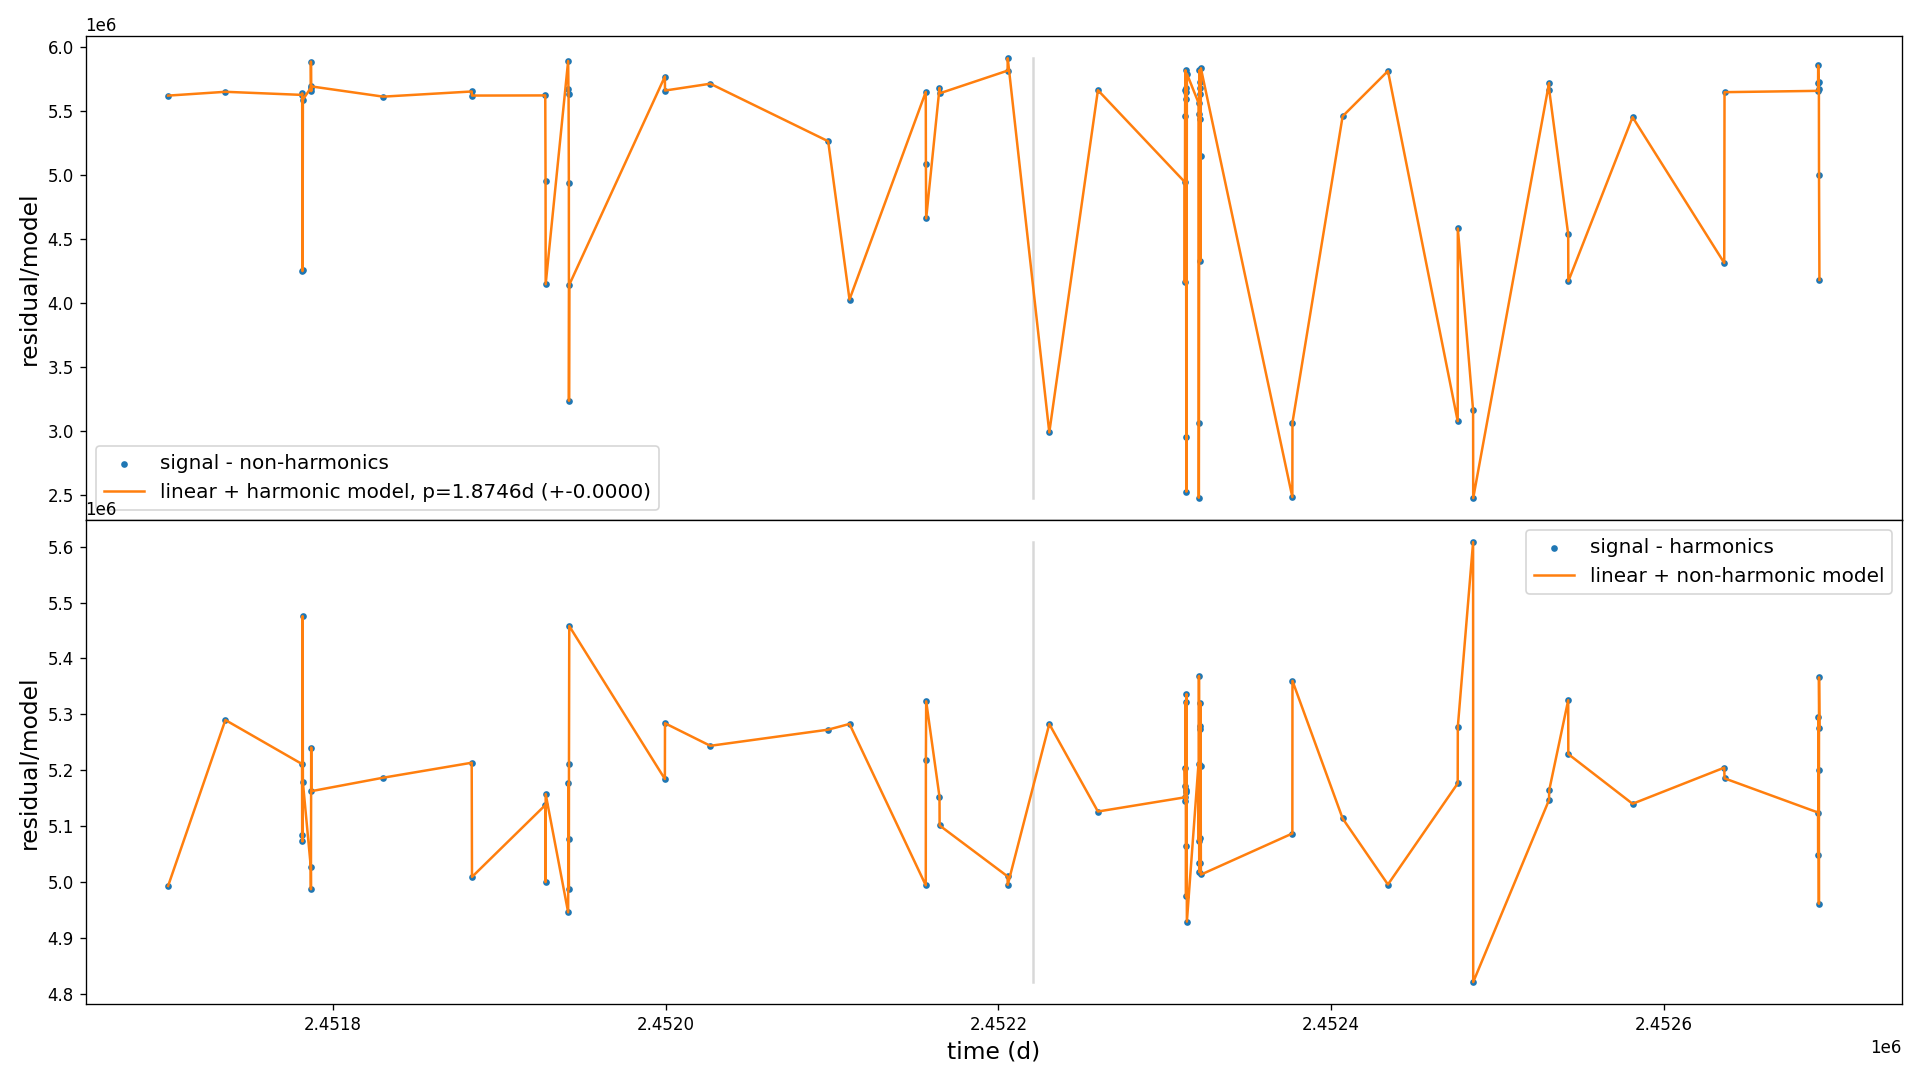 1e6
6.0
5.5
5.0
4.5
4.0
3.5
3.0
2.5
residual/model
signal - non-harmonics
linear + harmonic model, p=1.8746d (+-0.0000)
1e6
5.6
5.5
5.4
5.3
5.2
5.1
5.0
4.9
4.8
residual/model
signal - harmonics
linear + non-harmonic model
2.4518
2.4520
2.4522
2.4524
2.4526
time (d)
1e6